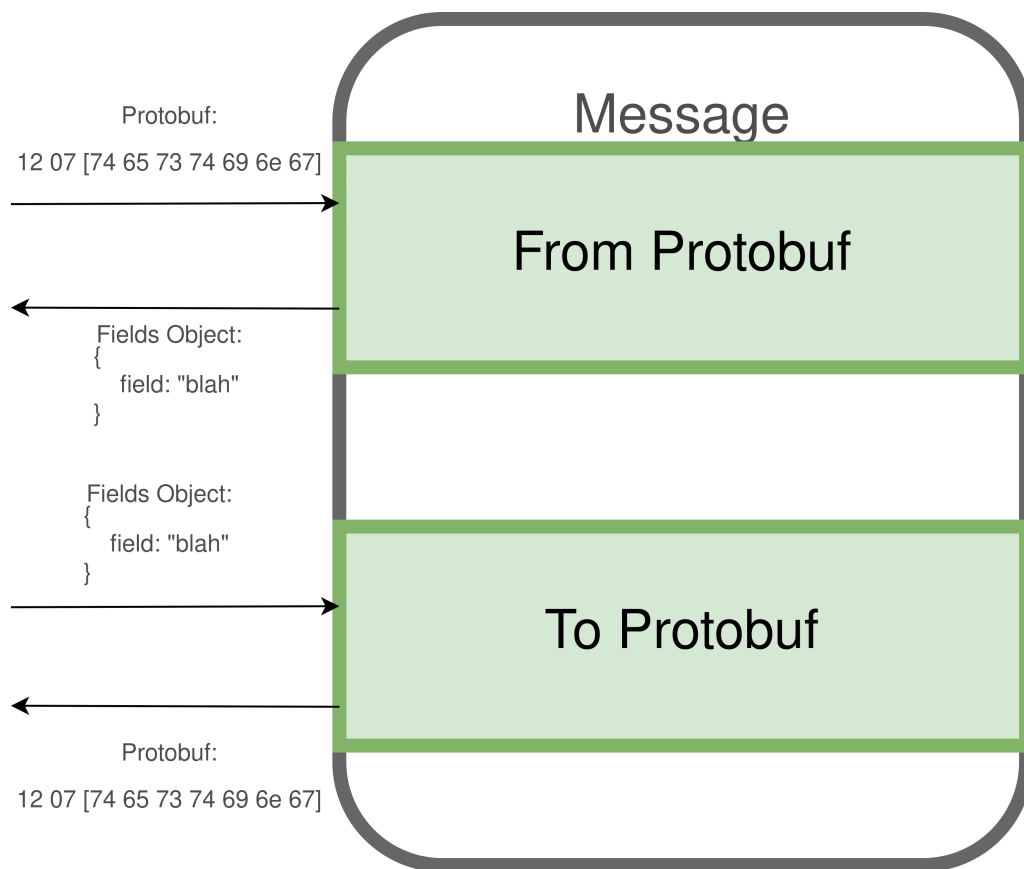 Protobuf:
12 07 [74 65 73 74 69 6e 67]
Message
From Protobuf
Fields Object:
{
field: "blah"
}
Fields Object:
{
field: "blah"
}
To Protobuf
Protobuf:
12 07 [74 65 73 74 69 6e 67]